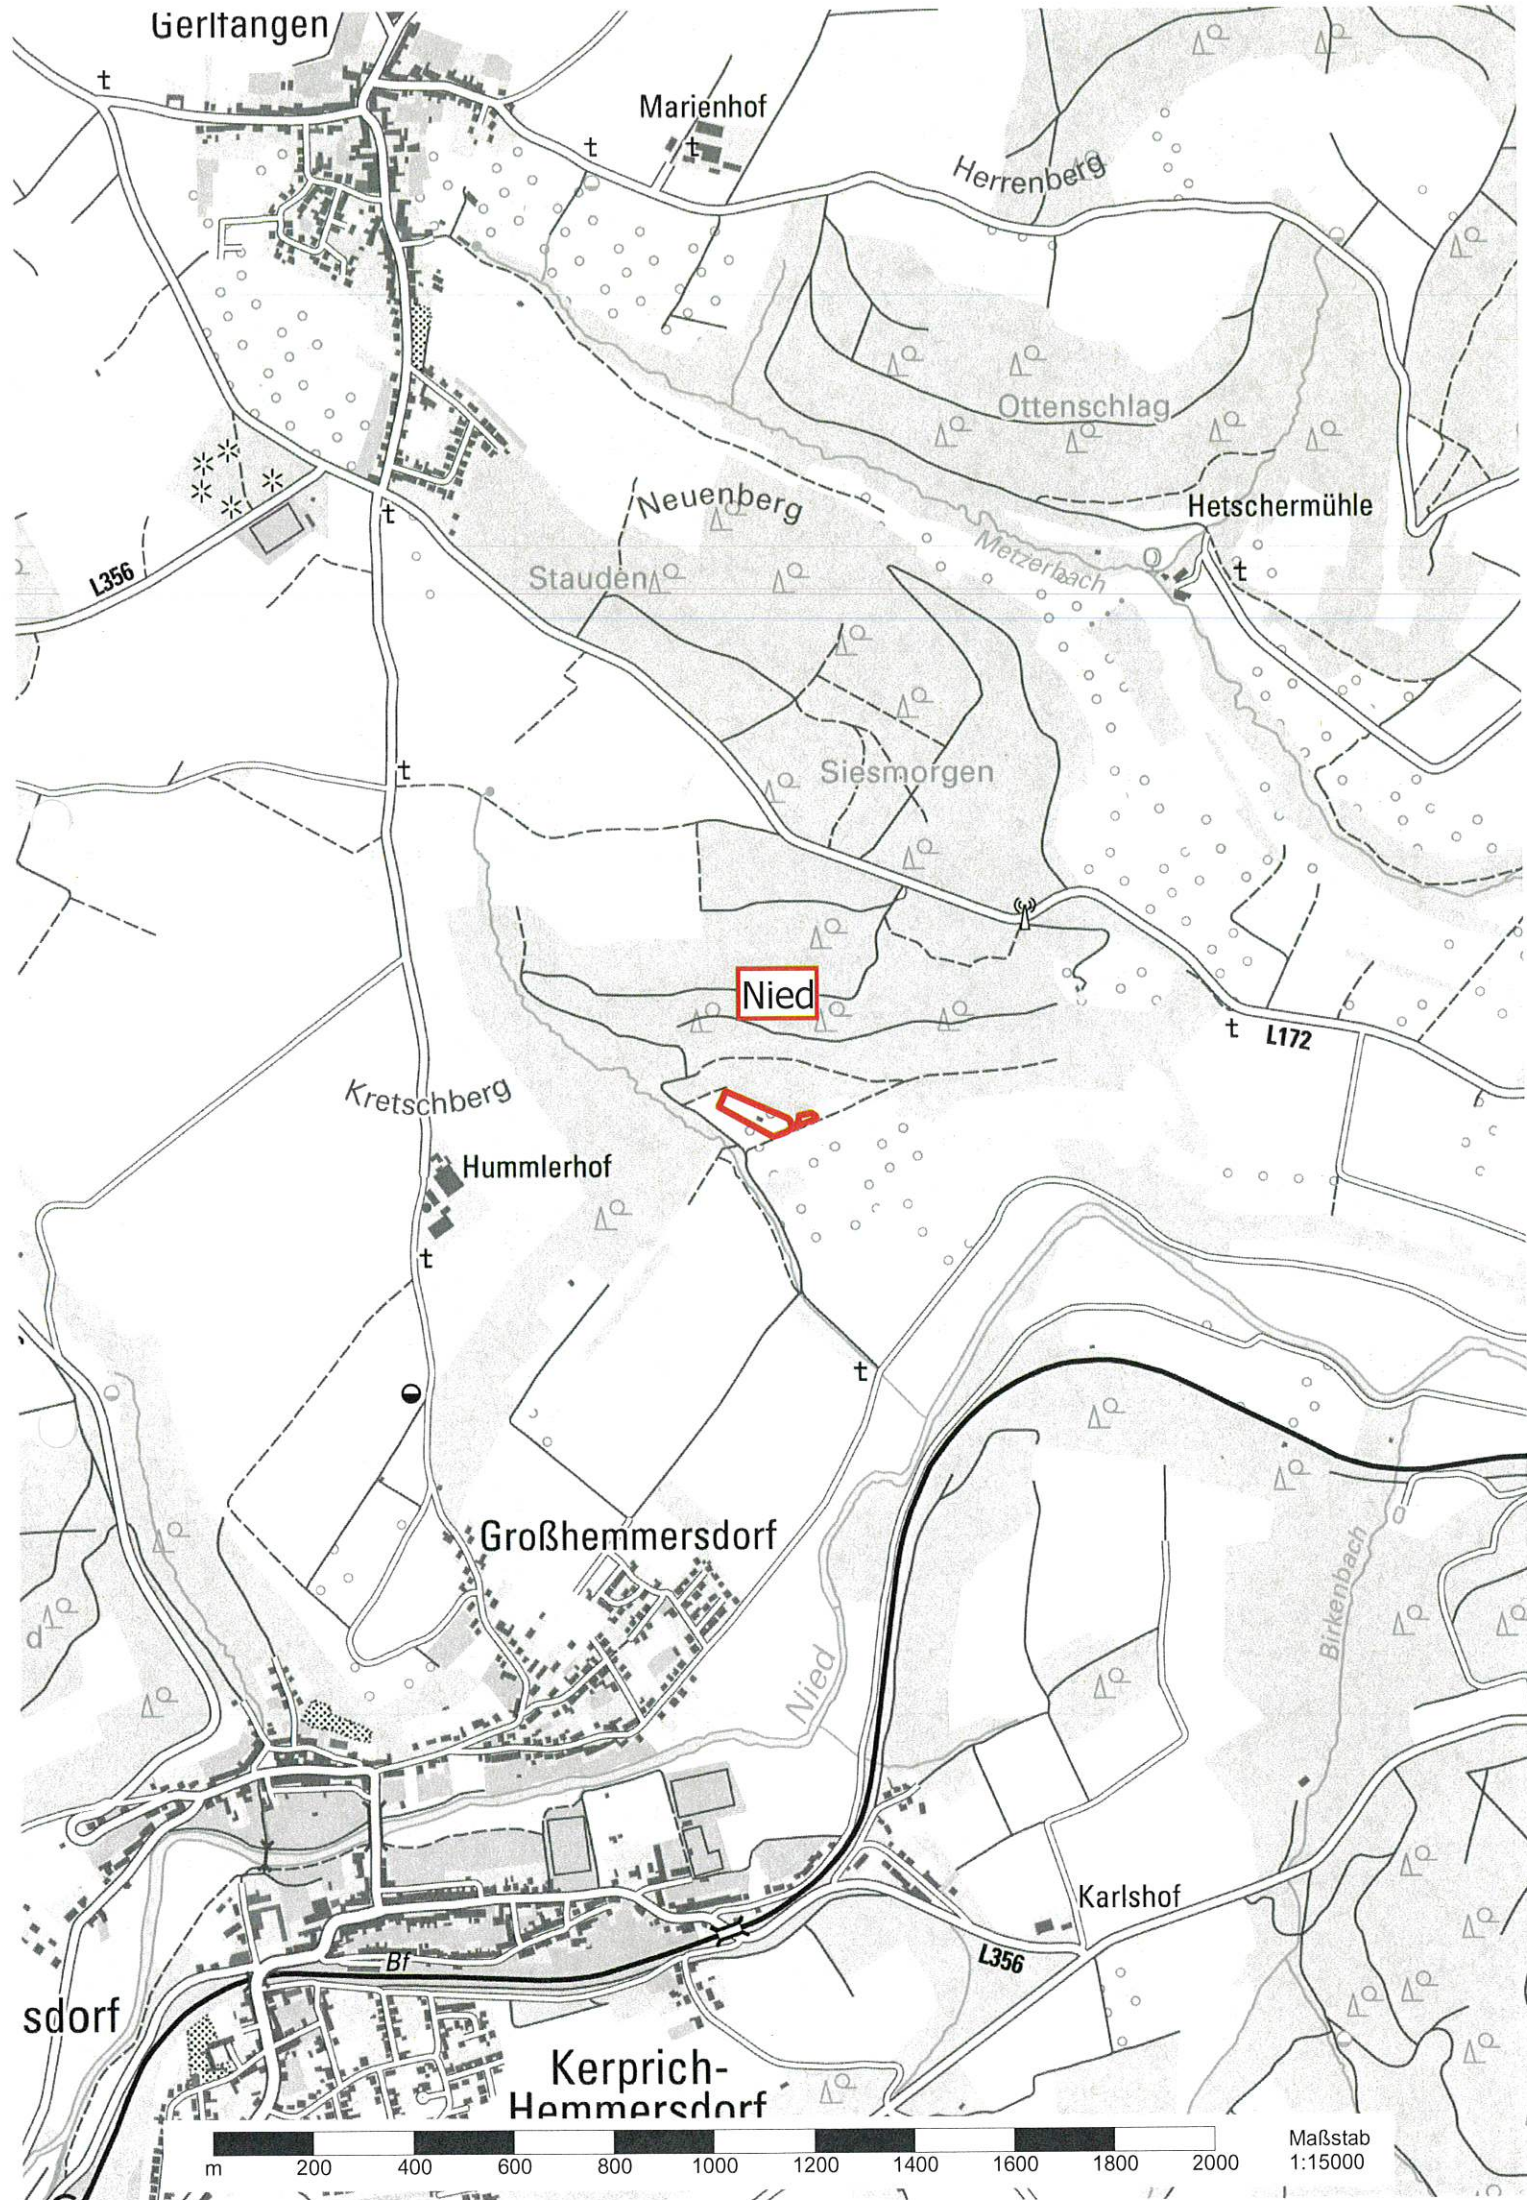 Gerlfangen
Marienhof
Herrenberg
Ottenschlag
Neuenberg
Hetschermühle
Metzerbach
Stauden
L356
Siesmorgen
Nied
L172
Kretschberg
Hummlerhof
Großhemmersdorf
Birkenbach
Nied
d
Karlshof
L356
Bf
sdorf
Kerprich-
Hemmersdorf
m 200 400 600 800 1000 1200 1400 1600 1800 2000
Maßstab
1:15000